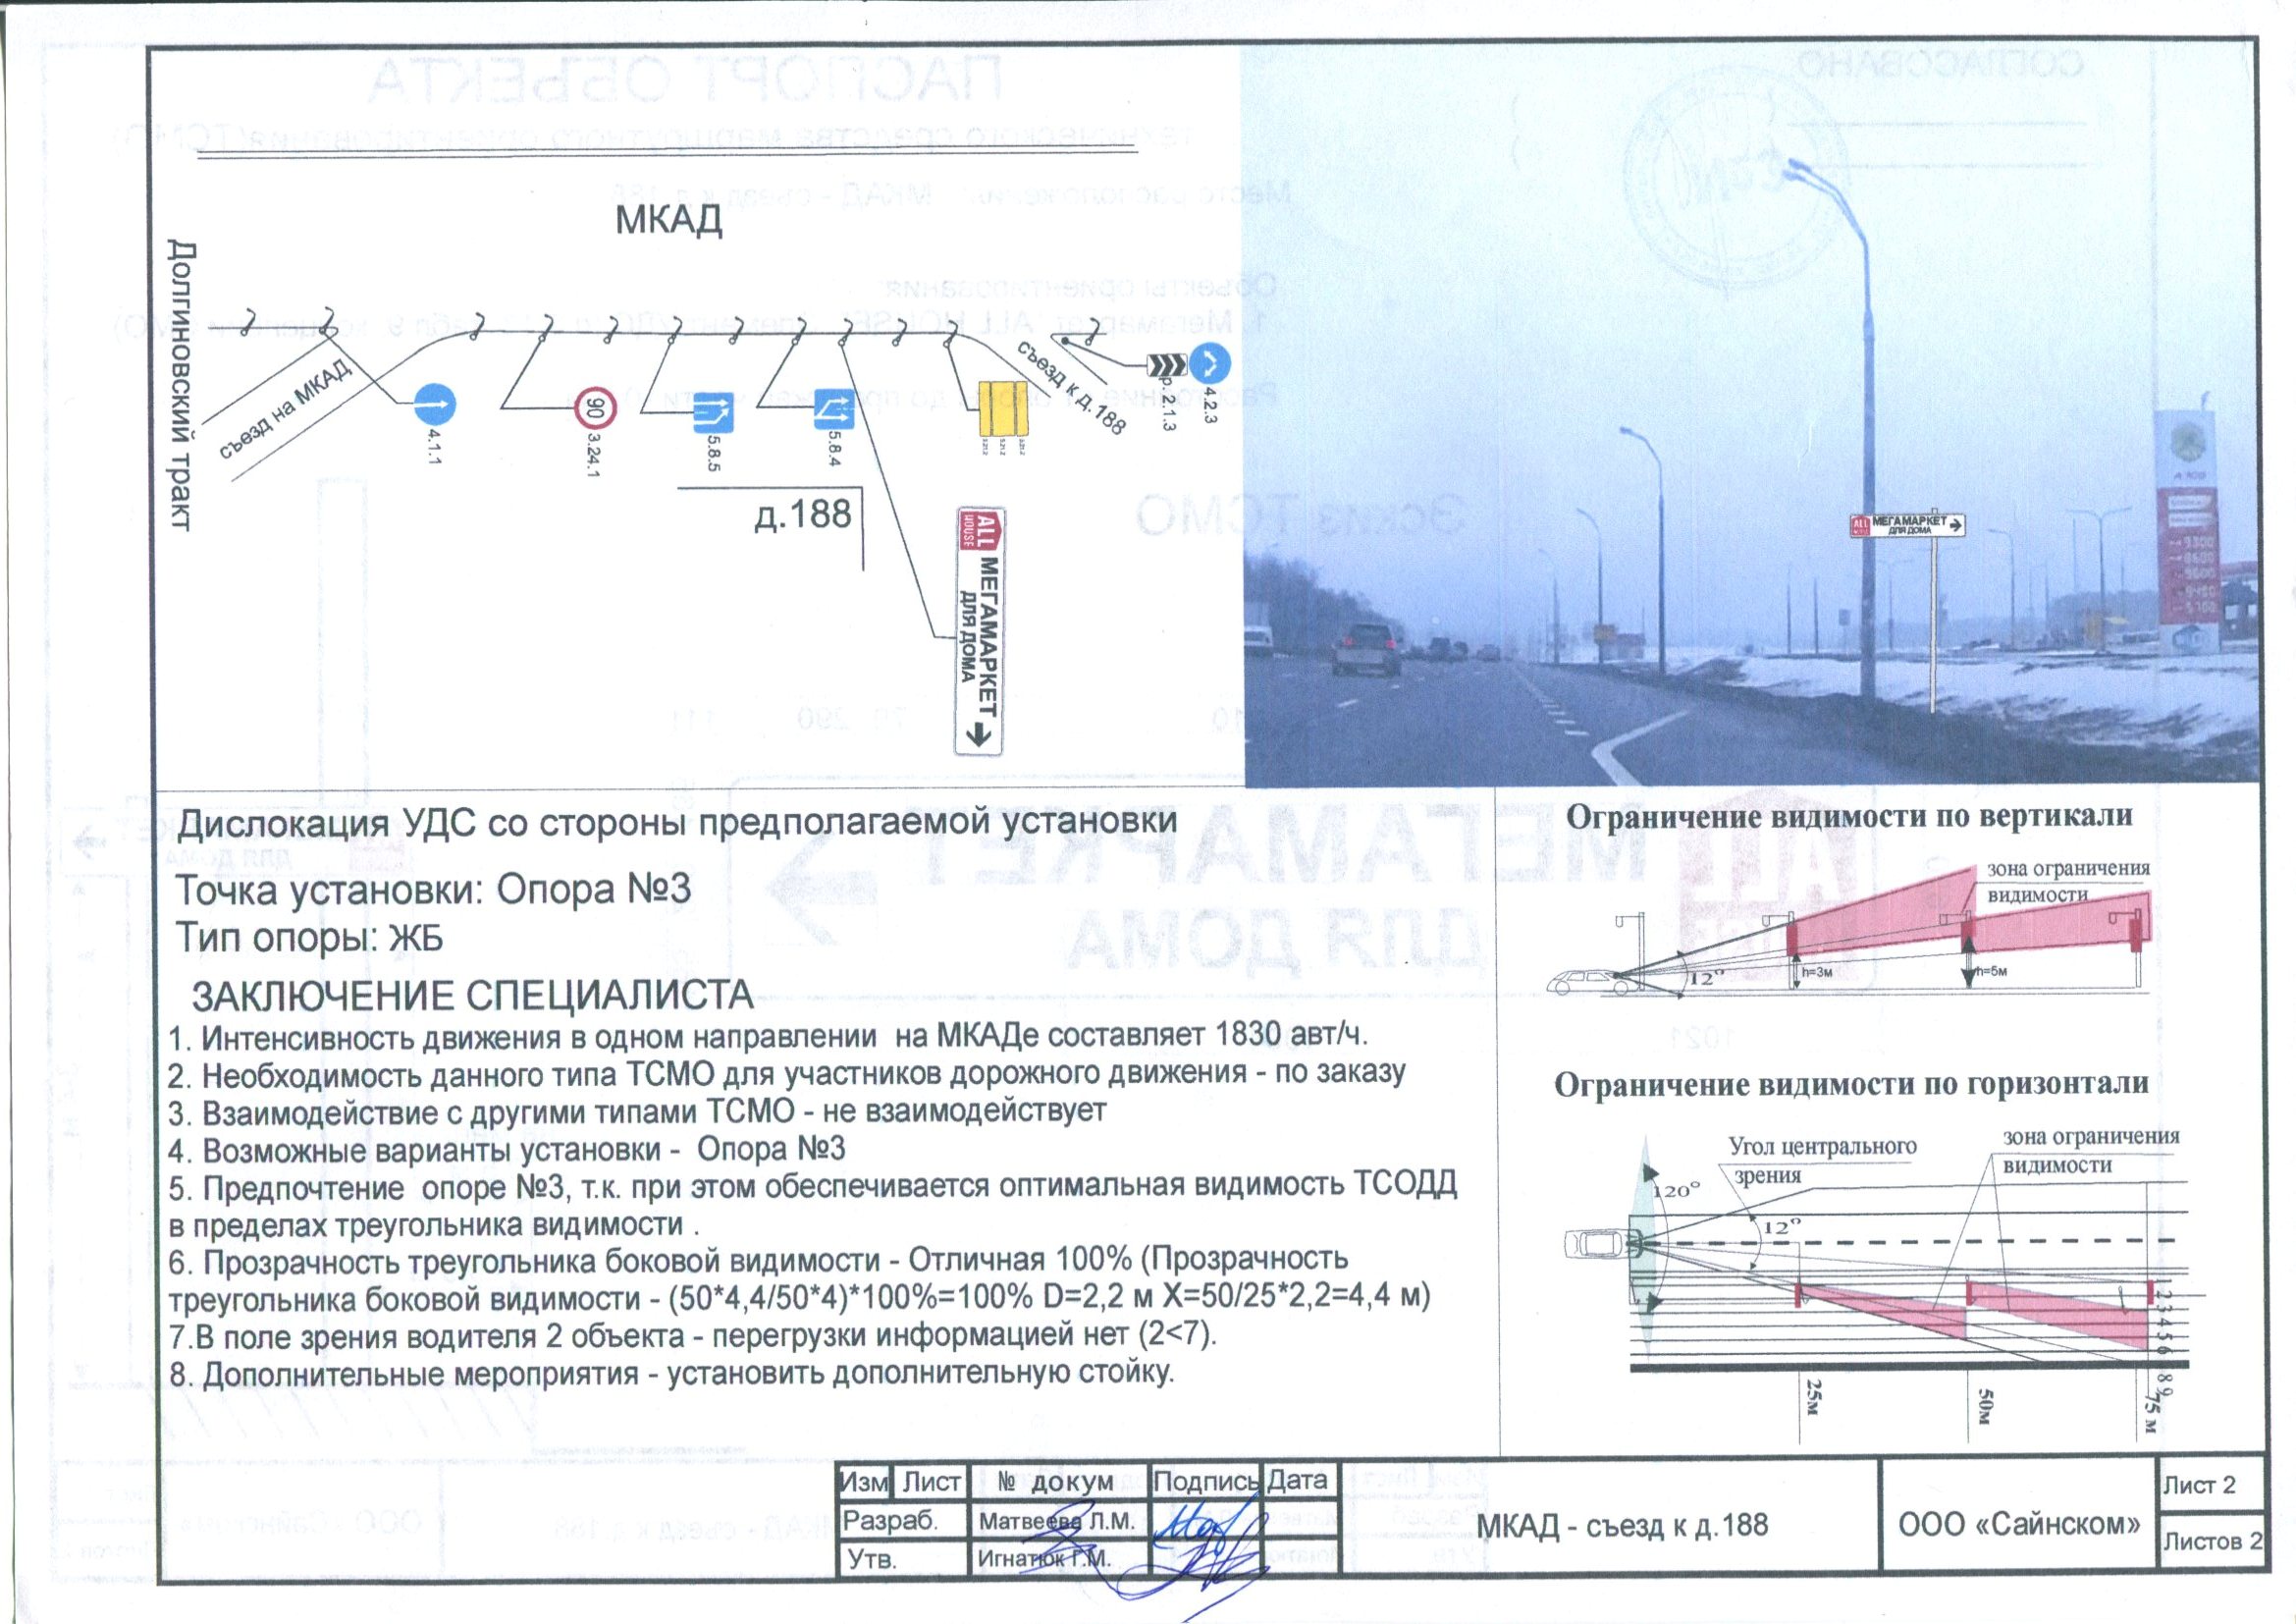 МКАД
Долгиновский тракт
съезд на МКАД
4.1.1
90
3.24.1
5.8.5
5.8.4
съезд к д.188
р.2.1.3
4.2.3
д.188
ALL
HOUSE
МЕГАМАРКЕТ
ДЛЯ ДОМА
ALL
МЕГАМАРКЕТ
ДЛЯ ДОМА
Дислокация УДС со стороны предполагаемой установки
Точка установки: Опора №3
Тип опоры: ЖБ
ЗАКЛЮЧЕНИЕ СПЕЦИАЛИСТА
1. Интенсивность движения в одном направлении на МКАДе составляет 1830 авт/ч.
2. Необходимость данного типа ТСМО для участников дорожного движения - по заказу
3. Взаимодействие с другими типами ТСМО - не взаимодействует
4. Возможные варианты установки - Опора №3
5. Предпочтение опоре №3, т.к. при этом обеспечивается оптимальная видимость ТСОДД
в пределах треугольника видимости .
6. Прозрачность треугольника боковой видимости - Отличная 100% (Прозрачность
треугольника боковой видимости - (50*4,4/50*4)*100%=100% D=2,2 м X=50/25*2,2=4,4 м)
7.В поле зрения водителя 2 объекта - перегрузки информацией нет (2<7).
8. Дополнительные мероприятия - установить дополнительную стойку.
Ограничение видимости по вертикали
зона ограничения
видимости
12°
h=3м
h=5м
Ограничение видимости по горизонтали
Угол центрального
зрения
зона ограничения
видимости
120°
12°
1 2 3 4 5 6 8 9
25м
50м
75 м
Изм Лист № докум Подпись Дата
Разраб. Матвеева Л.М.
Утв. Игнатюк Г.М.
МКАД - съезд к д.188
ООО «Сайнском»
Лист 2
Листов 2